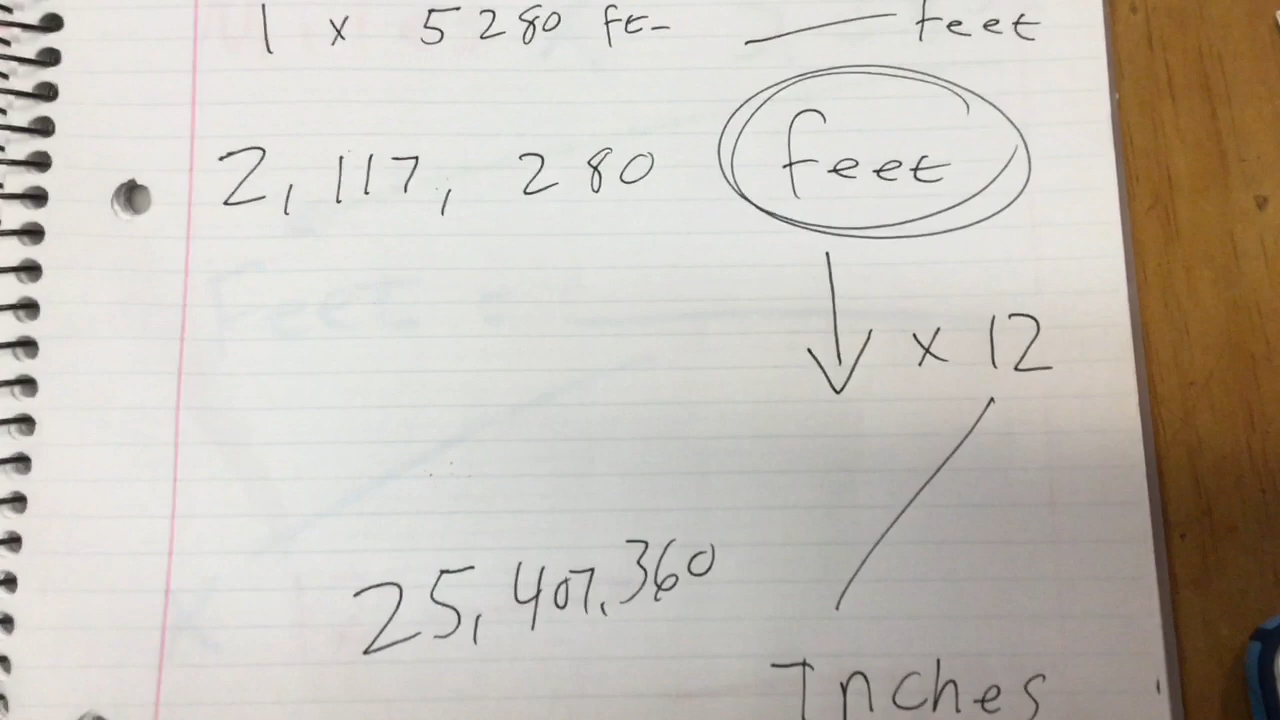 1 x 5280 ft. feet
2,117,280 feet
x 12
25,407,360
Inches